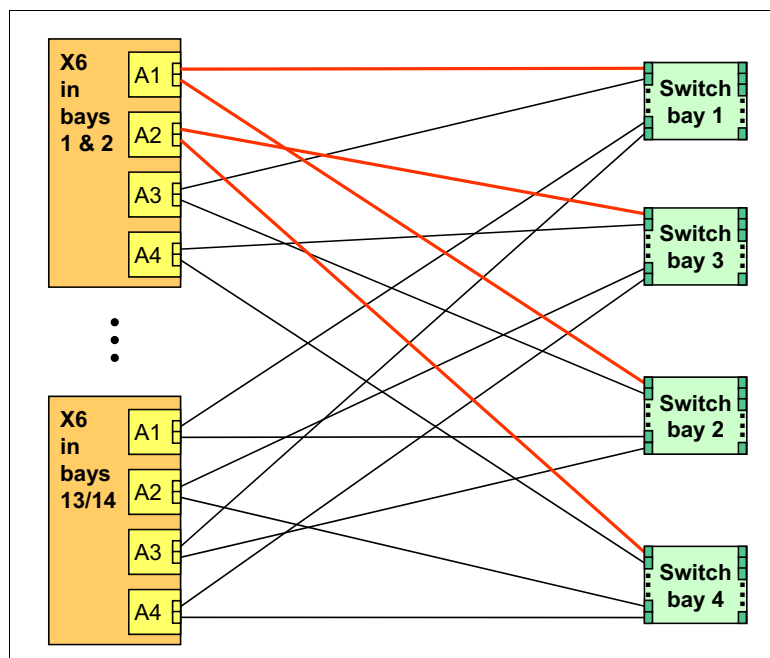 X6
in
bays
1 & 2
A1
A2
A3
A4
X6
in
bays
13/14
A1
A2
A3
A4
Switch
bay 1
Switch
bay 3
Switch
bay 2
Switch
bay 4